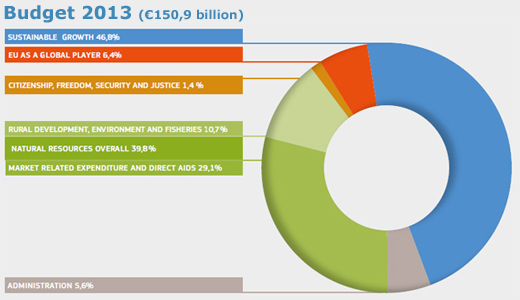 Budget 2013 (€150,9 billion)
SUSTAINABLE GROWTH 46,8%
EU AS A GLOBAL PLAYER 6,4%
CITIZENSHIP, FREEDOM, SECURITY AND JUSTICE 1,4 %
RURAL DEVELOPMENT, ENVIRONMENT AND FISHERIES 10,7%
NATURAL RESOURCES OVERALL 39,8%
MARKET RELATED EXPENDITURE AND DIRECT AIDS 29,1%
ADMINISTRATION 5,6%